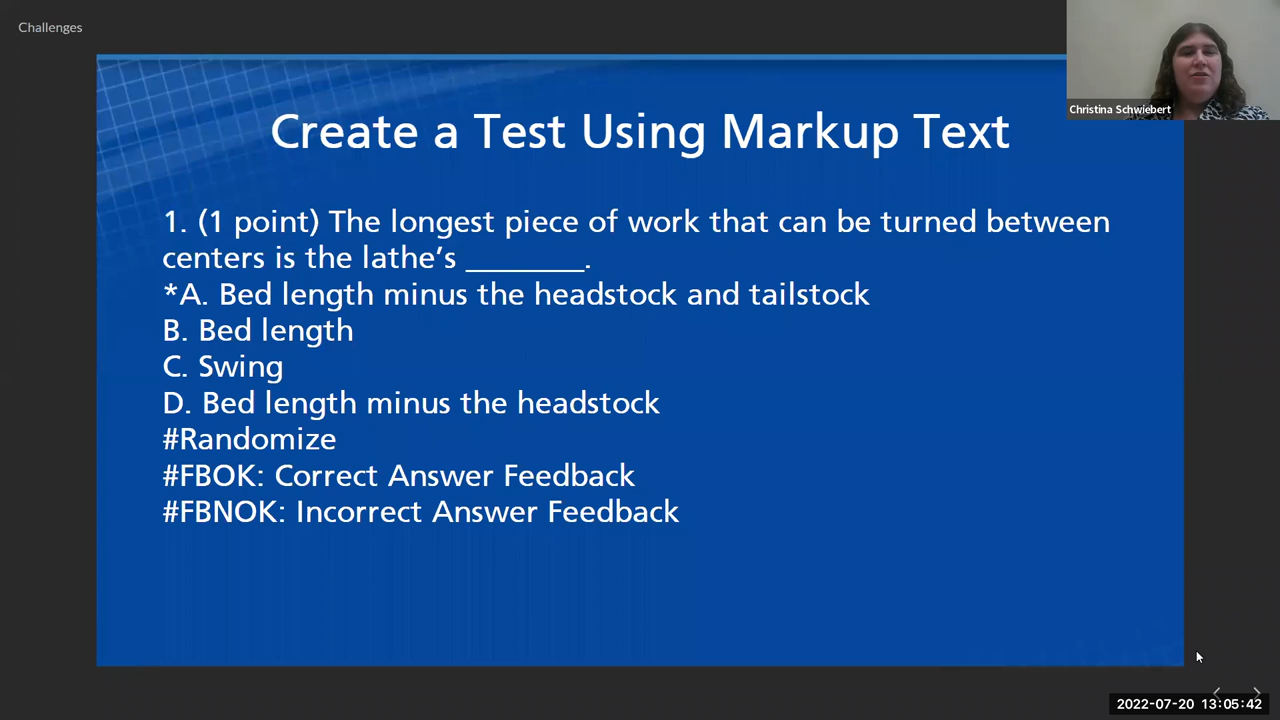 Challenges
Christina Schwiebert
Create a Test Using Markup Text
1. (1 point) The longest piece of work that can be turned between
centers is the lathe’s _______.
*A. Bed length minus the headstock and tailstock
B. Bed length
C. Swing
D. Bed length minus the headstock
#Randomize
#FBOK: Correct Answer Feedback
#FBNOK: Incorrect Answer Feedback
2022-07-20 13:05:42